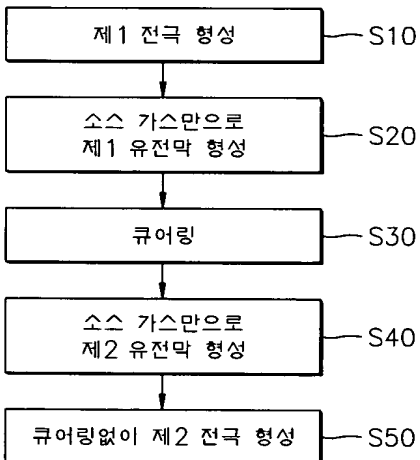 제1 전극 형성
S10
소스 가스만으로
제1 유전막 형성
S20
큐어링
S30
소스 가스만으로
제2 유전막 형성
S40
큐어링없이 제2 전극 형성
S50